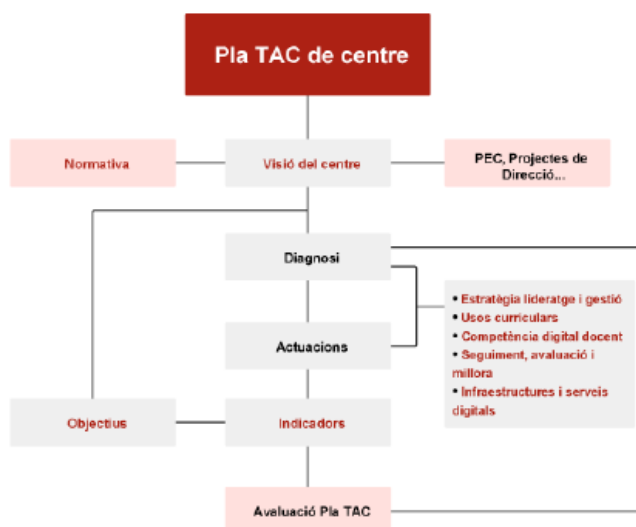 Pla TAC de centre
Normativa
Visió del centre
PEC, Projectes de
Direcció...
Diagnosi
• Estratègia lideratge i gestió
• Usos curriculars
• Competència digital docent
• Seguiment, avaluació i
millora
• Infraestructures i serveis
digitals
Actuacions
Objectius
Indicadors
Avaluació Pla TAC